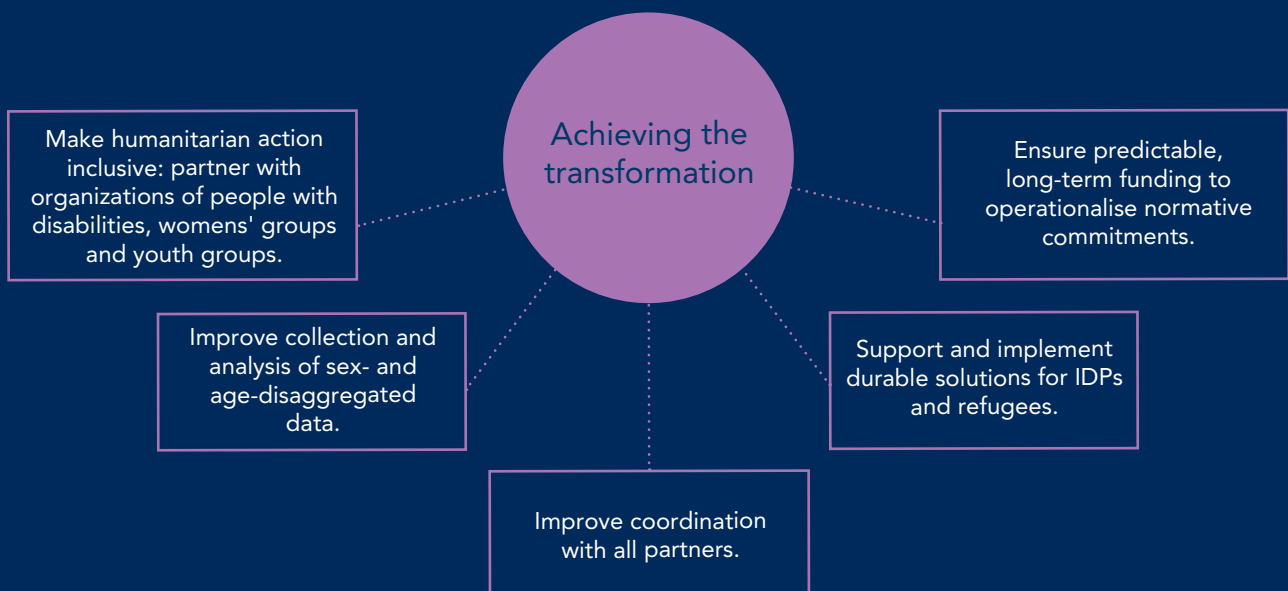 Achieving the
transformation
Make humanitarian action
inclusive: partner with
organizations of people with
disabilities, womens' groups
and youth groups.
Ensure predictable,
long-term funding to
operationalise normative
commitments.
Improve collection and
analysis of sex- and
age-disaggregated
data.
Support and implement
durable solutions for IDPs
and refugees.
Improve coordination
with all partners.